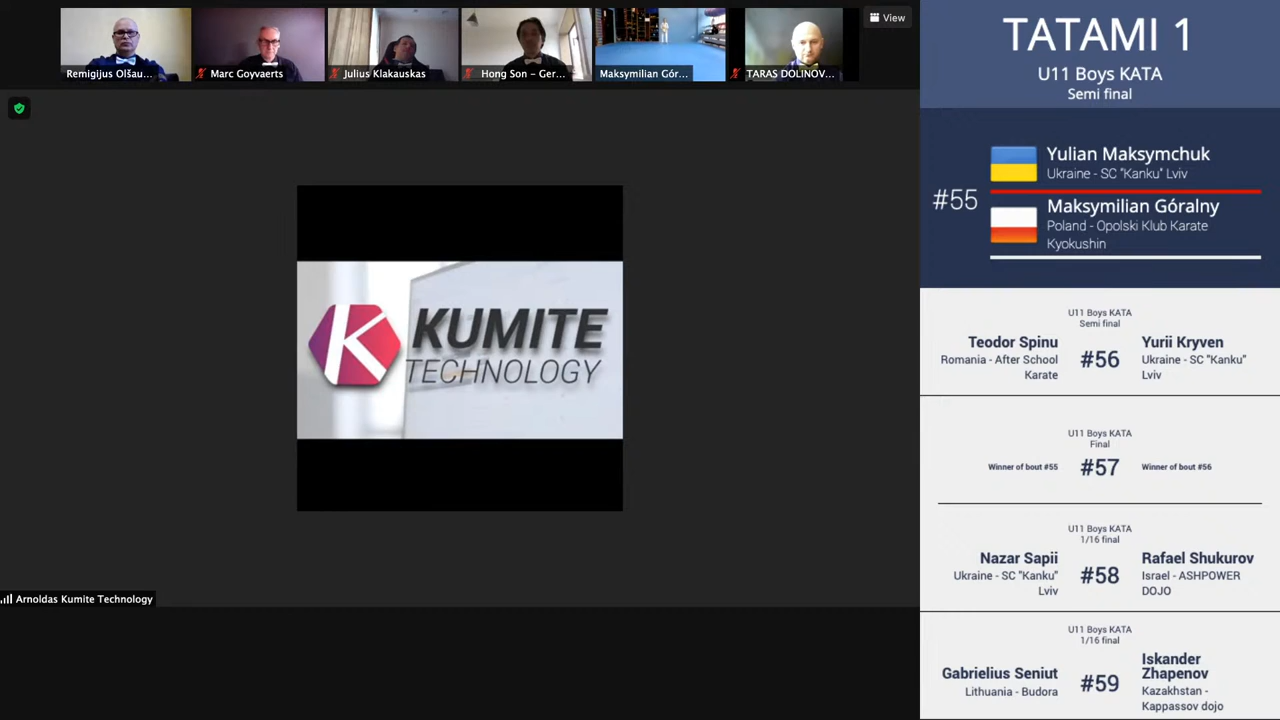 View
Remigijus Olšau...
Marc Goyvaerts
Julius Klakauskas
Hong Son – Ger...
Maksymilian Gór...
TARAS DOLINOV...
KUMITE
TECHNOLOGY
Arnoldas Kumite Technology
TATAMI 1
U11 Boys KATA
Semi final
#55
Yulian Maksymchuk
Ukraine - SC "Kanku" Lviv
Maksymilian Góralny
Poland - Opolski Klub Karate
Kyokushin
U11 Boys KATA
Semi final
Teodor Spinu
Romania - After School
Karate
#56
Yurii Kryven
Ukraine - SC "Kanku"
Lviv
U11 Boys KATA
Final
Winner of bout #55
#57
Winner of bout #56
U11 Boys KATA
1/16 final
Nazar Sapii
Ukraine - SC "Kanku"
Lviv
#58
Rafael Shukurov
Israel - ASHPOWER
DOJO
U11 Boys KATA
1/16 final
Gabrielius Seniut
Lithuania - Budora
#59
Iskander
Zhapenov
Kazakhstan -
Kappassov dojo